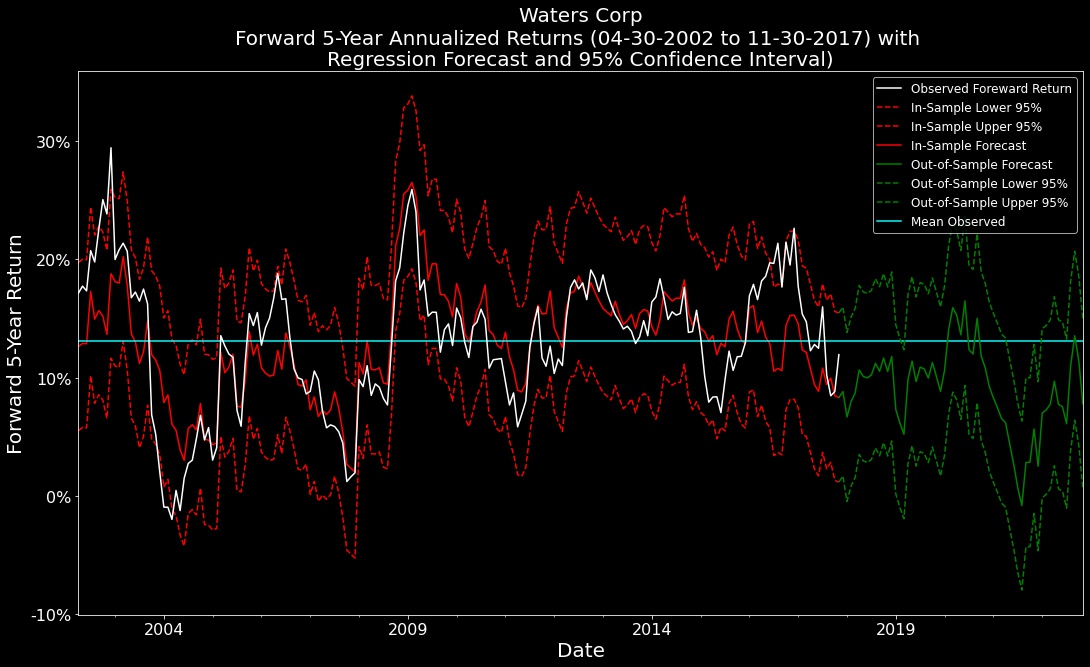 Waters Corp
Forward 5-Year Annualized Returns (04-30-2002 to 11-30-2017) with
Regression Forecast and 95% Confidence Interval)
Observed Foreward Return
In-Sample Lower 95%
In-Sample Upper 95%
In-Sample Forecast
Out-of-Sample Forecast
Out-of-Sample Lower 95%
Out-of-Sample Upper 95%
Mean Observed
Forward 5-Year Return
30%
20%
10%
0%
-10%
2004
2009
2014
2019
Date